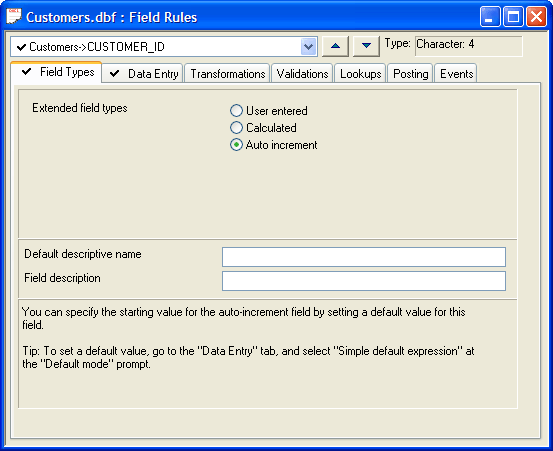 Customers.dbf : Field Rules
Customers->CUSTOMER_ID
Type: Character: 4
Field Types Data Entry Transformations Validations Lookups Posting Events
Extended field types
User entered
Calculated
Auto increment
Default descriptive name
Field description
You can specify the starting value for the auto-increment field by setting a default value for this
field.
Tip: To set a default value, go to the "Data Entry" tab, and select "Simple default expression" at
the "Default mode" prompt.